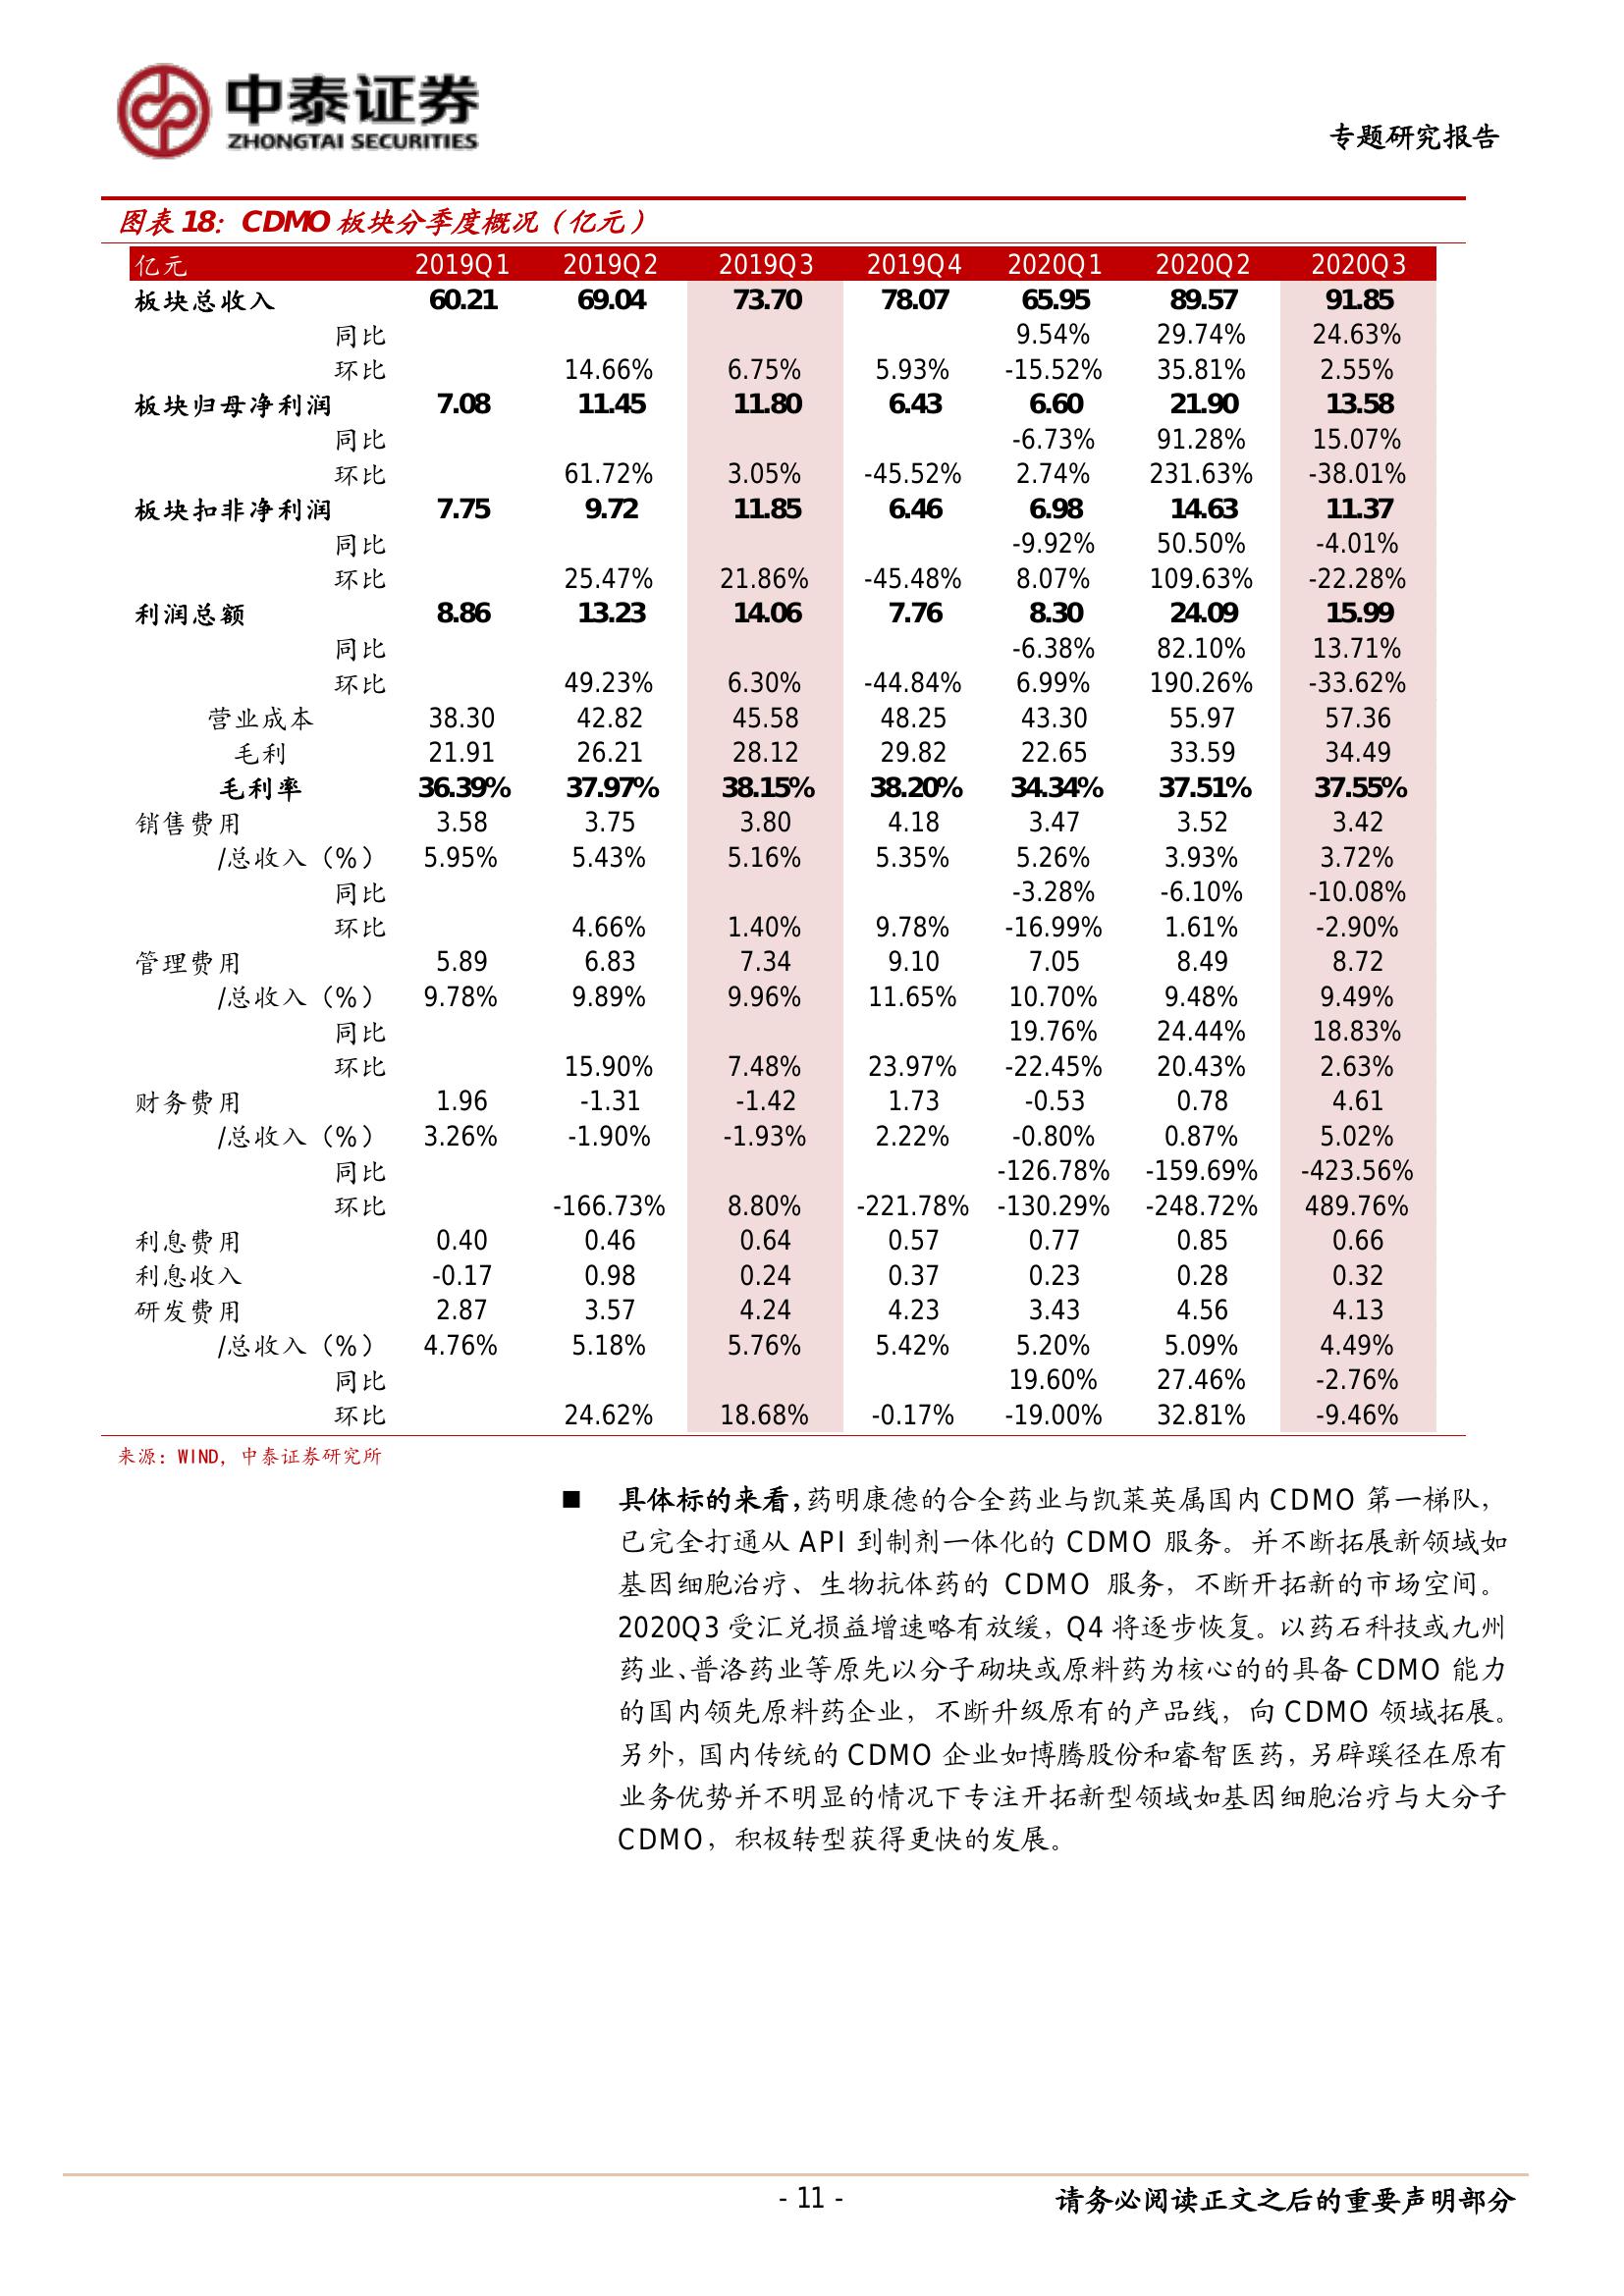 中泰证券
ZHONGTAI SECURITIES
专题研究报告
图表18：CDMO板块分季度概况（亿元）
亿元 2019Q1 2019Q2 2019Q3 2019Q4 2020Q1 2020Q2 2020Q3
板块总收入 60.21 69.04 73.70 78.07 65.95 89.57 91.85
同比 9.54% 29.74% 24.63%
环比 14.66% 6.75% 5.93% -15.52% 35.81% 2.55%
板块归母净利润 7.08 11.45 11.80 6.43 6.60 21.90 13.58
同比 -6.73% 91.28% 15.07%
环比 61.72% 3.05% -45.52% 2.74% 231.63% -38.01%
板块扣非净利润 7.75 9.72 11.85 6.46 6.98 14.63 11.37
同比 -9.92% 50.50% -4.01%
环比 25.47% 21.86% -45.48% 8.07% 109.63% -22.28%
利润总额 8.86 13.23 14.06 7.76 8.30 24.09 15.99
同比 -6.38% 82.10% 13.71%
环比 49.23% 6.30% -44.84% 6.99% 190.26% -33.62%
营业成本 38.30 42.82 45.58 48.25 43.30 55.97 57.36
毛利 21.91 26.21 28.12 29.82 22.65 33.59 34.49
毛利率 36.39% 37.97% 38.15% 38.20% 34.34% 37.51% 37.55%
销售费用 3.58 3.75 3.80 4.18 3.47 3.52 3.42
/总收入（%） 5.95% 5.43% 5.16% 5.35% 5.26% 3.93% 3.72%
同比 -3.28% -6.10% -10.08%
环比 4.66% 1.40% 9.78% -16.99% 1.61% -2.90%
管理费用 5.89 6.83 7.34 9.10 7.05 8.49 8.72
/总收入（%） 9.78% 9.89% 9.96% 11.65% 10.70% 9.48% 9.49%
同比 19.76% 24.44% 18.83%
环比 15.90% 7.48% 23.97% -22.45% 20.43% 2.63%
财务费用 1.96 -1.31 -1.42 1.73 -0.53 0.78 4.61
/总收入（%） 3.26% -1.90% -1.93% 2.22% -0.80% 0.87% 5.02%
同比 -126.78% -159.69% -423.56%
环比 -166.73% 8.80% -221.78% -130.29% -248.72% 489.76%
利息费用 0.40 0.46 0.64 0.57 0.77 0.85 0.66
利息收入 -0.17 0.98 0.24 0.37 0.23 0.28 0.32
研发费用 2.87 3.57 4.24 4.23 3.43 4.56 4.13
/总收入（%） 4.76% 5.18% 5.76% 5.42% 5.20% 5.09% 4.49%
同比 19.60% 27.46% -2.76%
环比 24.62% 18.68% -0.17% -19.00% 32.81% -9.46%
来源：WIND，中泰证券研究所
■ 具体标的来看，药明康德的合全药业与凯莱英属国内 CDMO 第一梯队，
已完全打通从 API 到制剂一体化的 CDMO 服务。并不断拓展新领域如
基因细胞治疗、生物抗体药的 CDMO 服务，不断开拓新的市场空间。
2020Q3 受汇兑损益增速略有放缓，Q4 将逐步恢复。以药石科技或九州
药业、普洛药业等原先以分子砌块或原料药为核心的的具备 CDMO 能力
的国内领先原料药企业，不断升级原有的产品线，向 CDMO 领域拓展。
另外，国内传统的 CDMO 企业如博腾股份和睿智医药，另辟蹊径在原有
业务优势并不明显的情况下专注开拓新型领域如基因细胞治疗与大分子
CDMO，积极转型获得更快的发展。
- 11 -
请务必阅读正文之后的重要声明部分